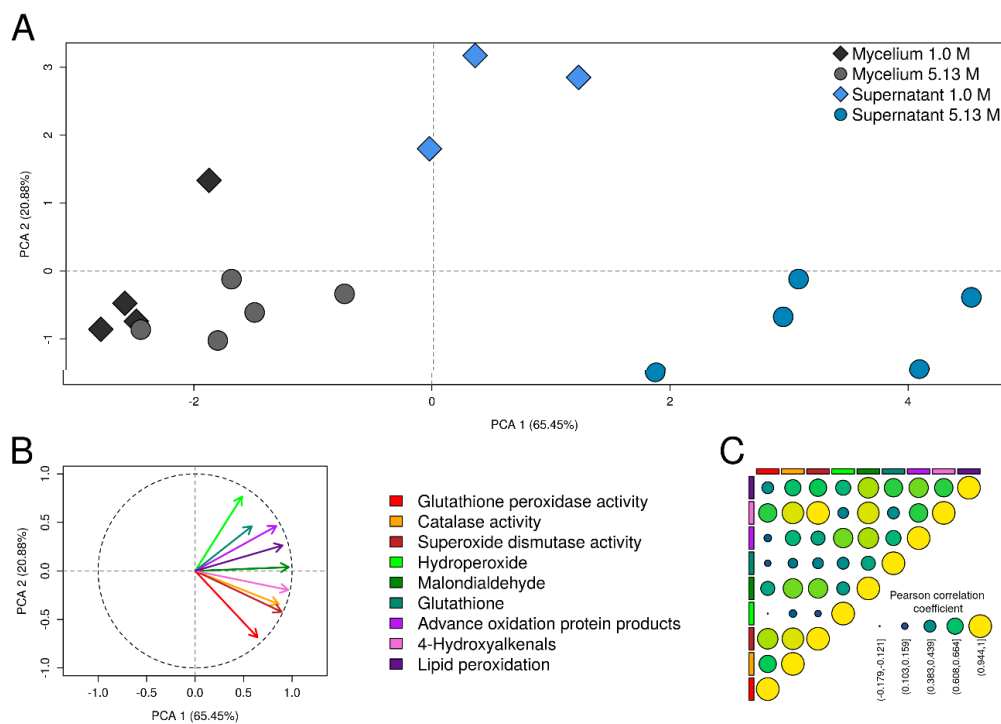 A
Mycelium 1.0 M
Mycelium 5.13 M
Supernatant 1.0 M
Supernatant 5.13 M
PCA 2 (20.88%)
3
2
1
0
-1
-2
0
2
4
PCA 1 (65.45%)
B
PCA 2 (20.88%)
1.0
0.5
0.0
-0.5
-1.0
-1.0
-0.5
0.0
0.5
1.0
PCA 1 (65.45%)
Glutathione peroxidase activity
Catalase activity
Superoxide dismutase activity
Hydroperoxide
Malondialdehyde
Glutathione
Advance oxidation protein products
4-Hydroxyalkenals
Lipid peroxidation
C
Pearson correlation
coefficient
(-0.179,-0.121]
(0.103,0.159]
(0.383,0.439]
(0.608,0.664]
(0.944,1]